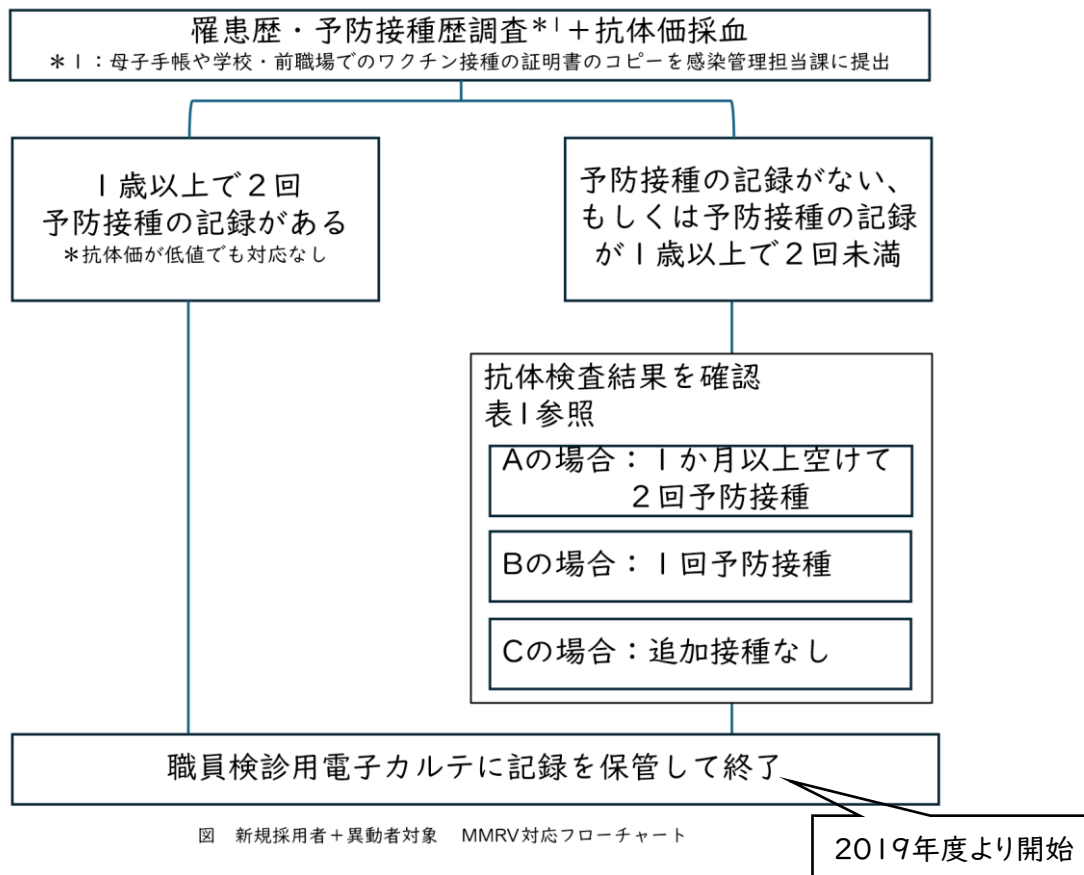 罹患歴・予防接種歴調査*1+抗体価採血
*1：母子手帳や学校・前職場でのワクチン接種の証明書のコピーを感染管理担当課に提出
1歳以上で2回
予防接種の記録がある
*抗体価が低値でも対応なし
予防接種の記録がない、
もしくは予防接種の記録
が1歳以上で2回未満
抗体検査結果を確認
表1参照
Aの場合：1か月以上空けて
2回予防接種
Bの場合：1回予防接種
Cの場合：追加接種なし
職員検診用電子カルテに記録を保管して終了
2019年度より開始
図　新規採用者+異動者対象　MMRV対応フローチャート